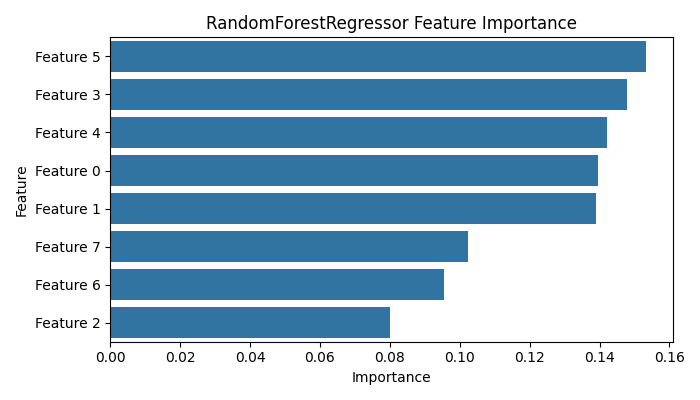 RandomForestRegressor Feature Importance
Feature
Feature 5
Feature 3
Feature 4
Feature 0
Feature 1
Feature 7
Feature 6
Feature 2
0.00 0.02 0.04 0.06 0.08 0.10 0.12 0.14 0.16
Importance